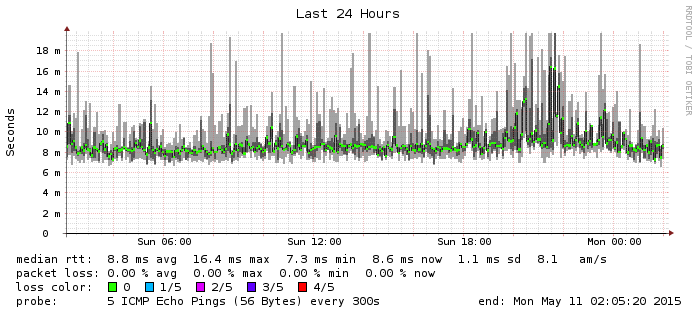 Last 24 Hours
RRDTOOL / TOBI OETIKER
Seconds
18 m
16 m
14 m
12 m
10 m
8 m
6 m
4 m
2 m
0
Sun 06:00 Sun 12:00 Sun 18:00 Mon 00:00
median rtt: 8.8 ms avg 16.4 ms max 7.3 ms min 8.6 ms now 1.1 ms sd 8.1 am/s
packet loss: 0.00 % avg 0.00 % max 0.00 % min 0.00 % now
loss color: 0 1/5 2/5 3/5 4/5
probe: 5 ICMP Echo Pings (56 Bytes) every 300s end: Mon May 11 02:05:20 2015